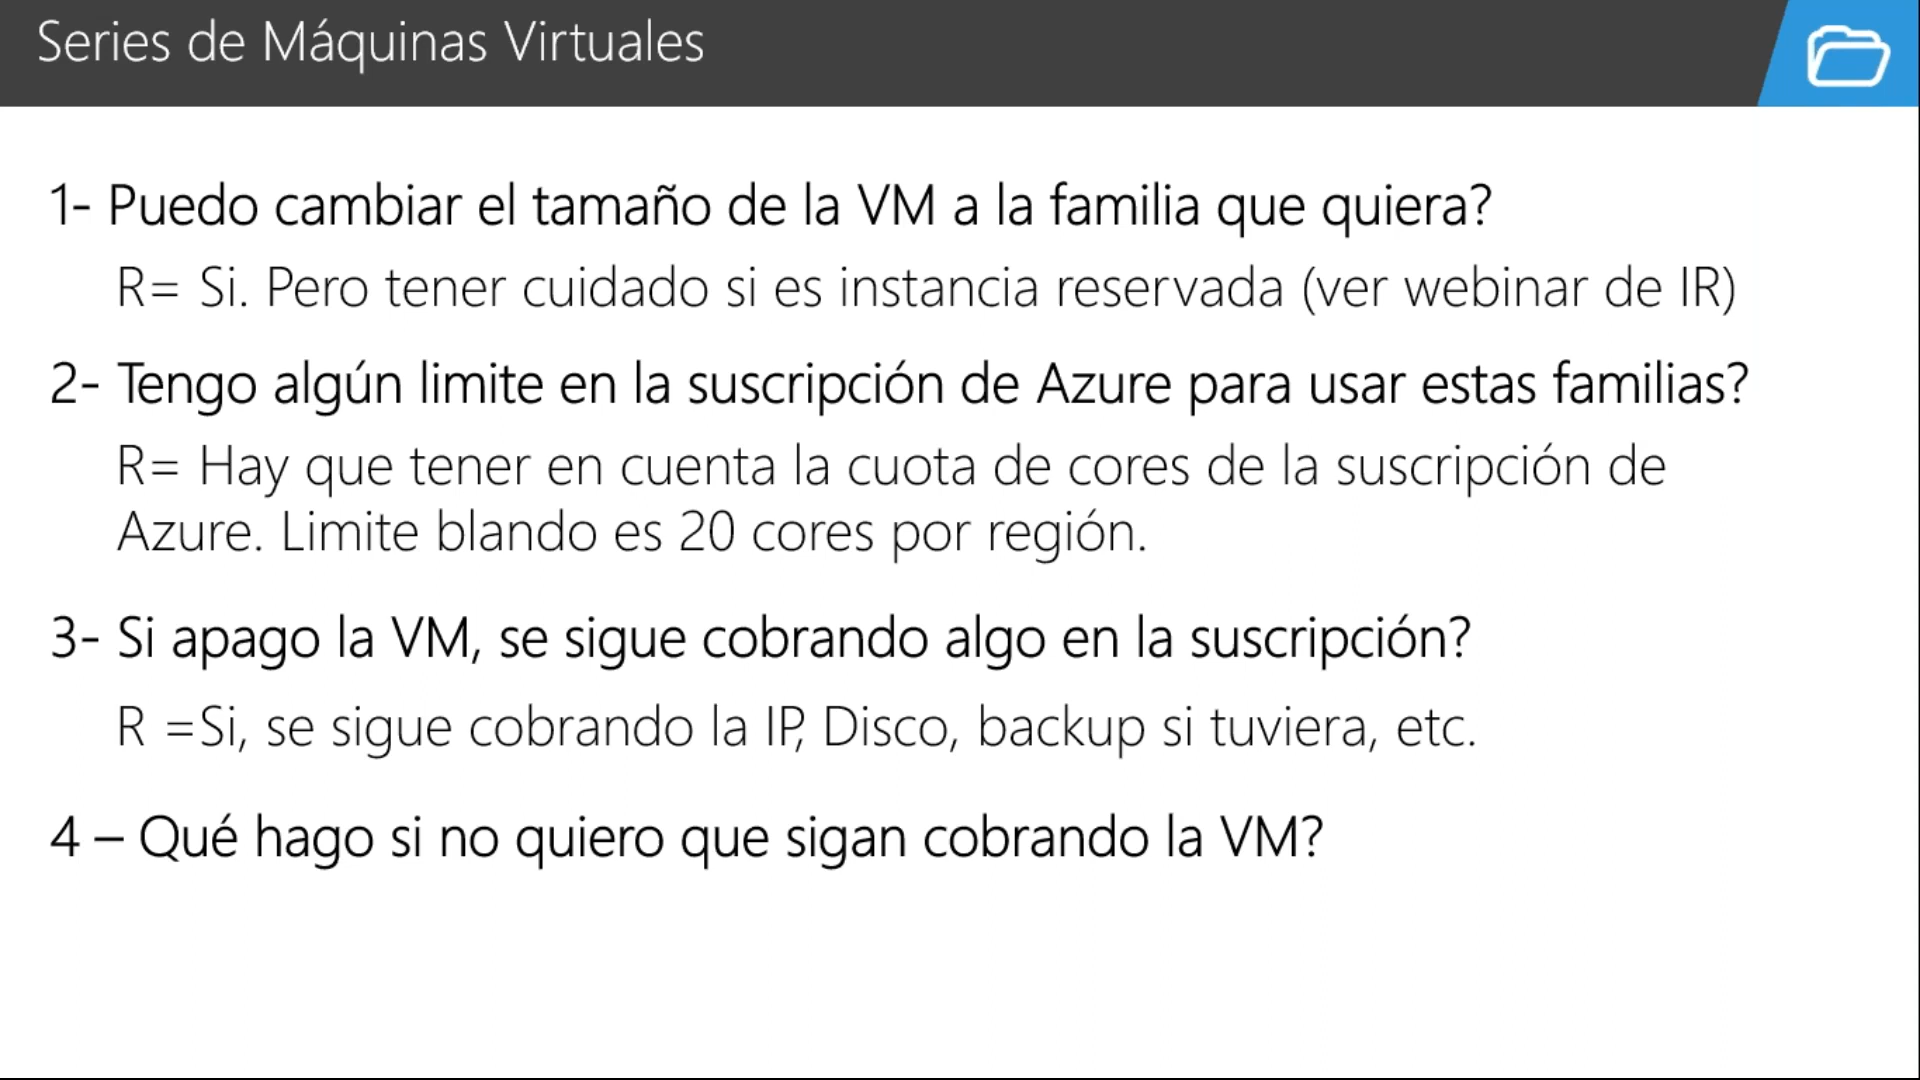 Series de Máquinas Virtuales
1- Puedo cambiar el tamaño de la VM a la familia que quiera?
R= Si. Pero tener cuidado si es instancia reservada (ver webinar de IR)
2- Tengo algún limite en la suscripción de Azure para usar estas familias?
R= Hay que tener en cuenta la cuota de cores de la suscripción de
Azure. Limite blando es 20 cores por región.
3- Si apago la VM, se sigue cobrando algo en la suscripción?
R =Si, se sigue cobrando la IP, Disco, backup si tuviera, etc.
4 – Qué hago si no quiero que sigan cobrando la VM?